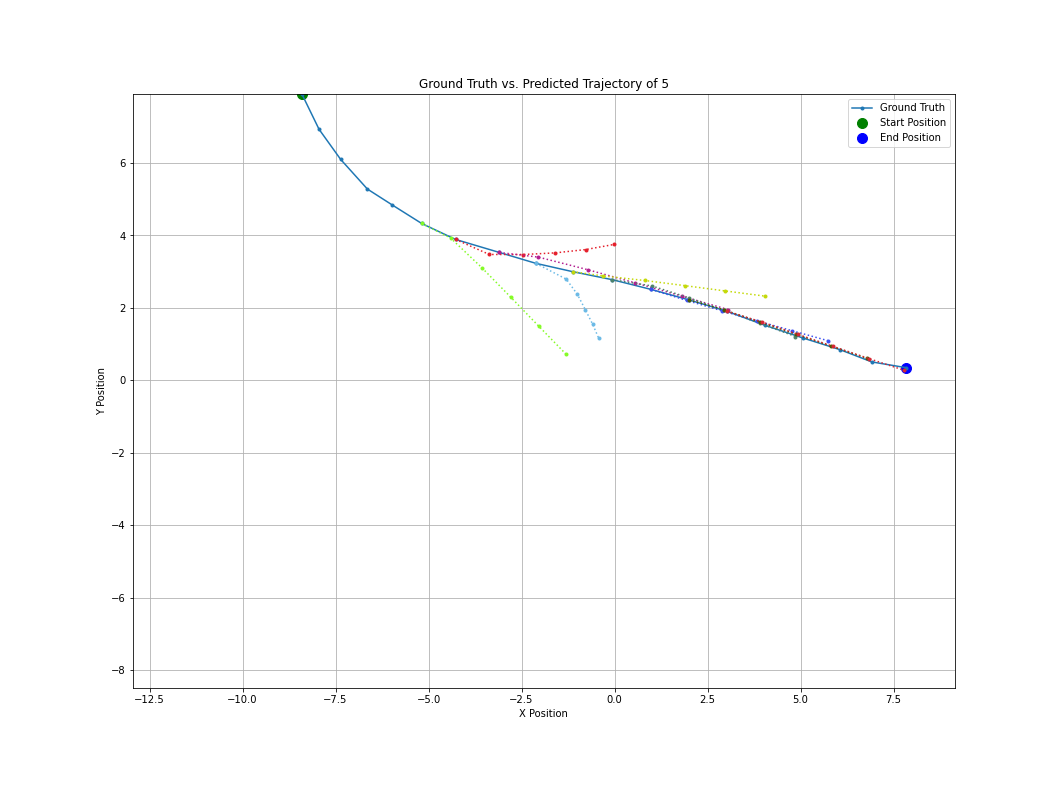 Ground Truth vs. Predicted Trajectory of 5
Ground Truth
Start Position
End Position
6
4
2
0
−2
−4
−6
−8
Y Position
−12.5 −10.0 −7.5 −5.0 −2.5 0.0 2.5 5.0 7.5
X Position